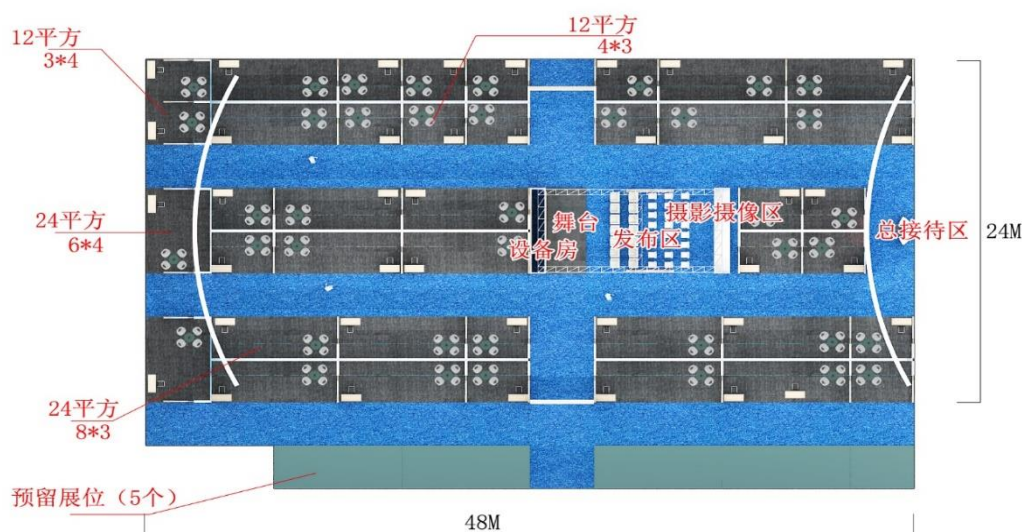 12平方
3*4
12平方
4*3
24平方
6*4
舞台
设备房
发布区
摄影摄像区
总接待区
24M
24平方
8*3
预留展位（5个）
48M